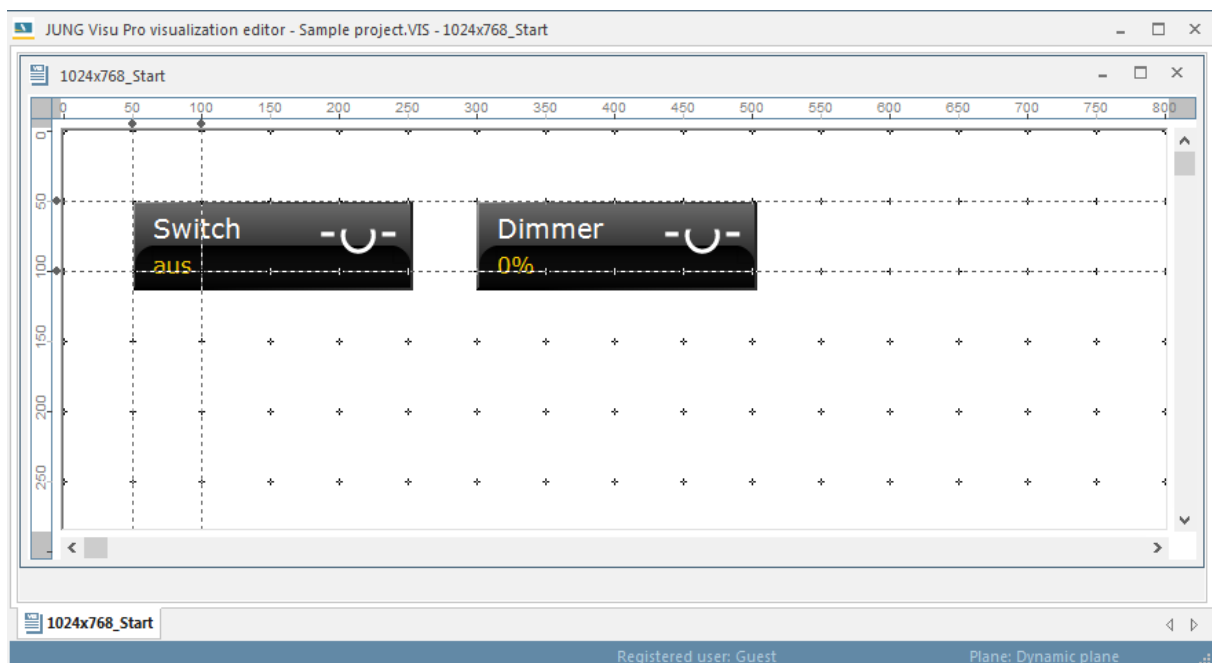 JUNG Visu Pro visualization editor - Sample project.VIS - 1024x768_Start
1024x768_Start
0 50 100 150 200 250 300 350 400 450 500 550 600 650 700 750 800
0
50
100
150
200
250
Switch
aus
Dimmer
0%
1024x768_Start
Registered user: Guest
Plane: Dynamic plane